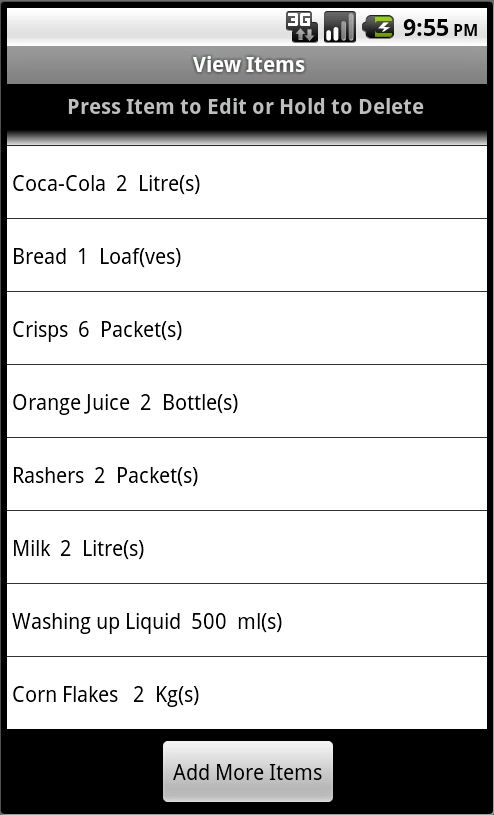 3G 9:55 PM
View Items
Press Item to Edit or Hold to Delete
Coca-Cola 2 Litre(s)
Bread 1 Loaf(ves)
Crisps 6 Packet(s)
Orange Juice 2 Bottle(s)
Rashers 2 Packet(s)
Milk 2 Litre(s)
Washing up Liquid 500 ml(s)
Corn Flakes 2 Kg(s)
Add More Items